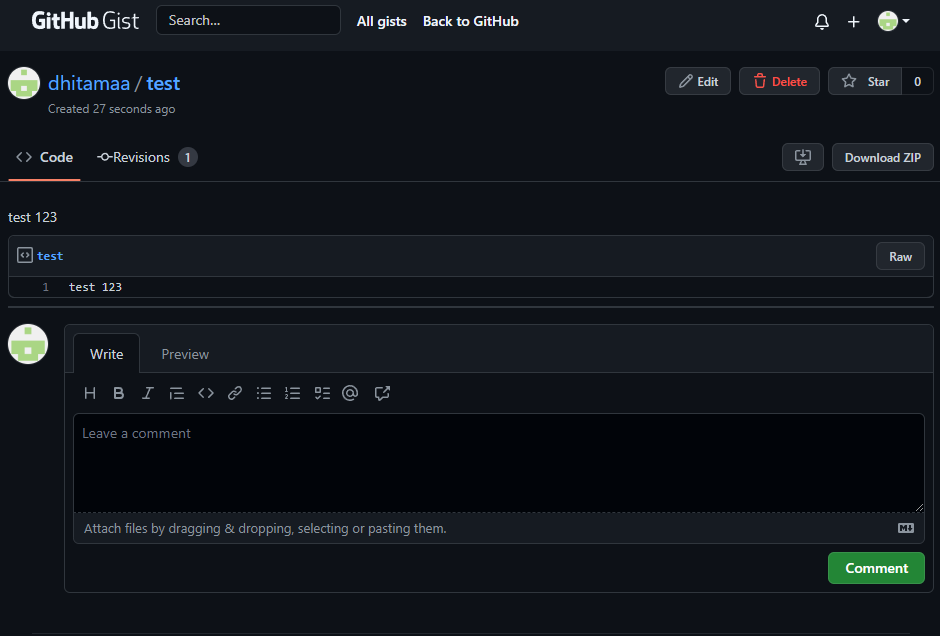 GitHub Gist Search... All gists Back to GitHub
dhitamaa / test Edit Delete Star 0
Created 27 seconds ago
Code Revisions 1 Download ZIP
test 123
test Raw
1 test 123
Write Preview
H B I @
Leave a comment
Attach files by dragging & dropping, selecting or pasting them.
Comment